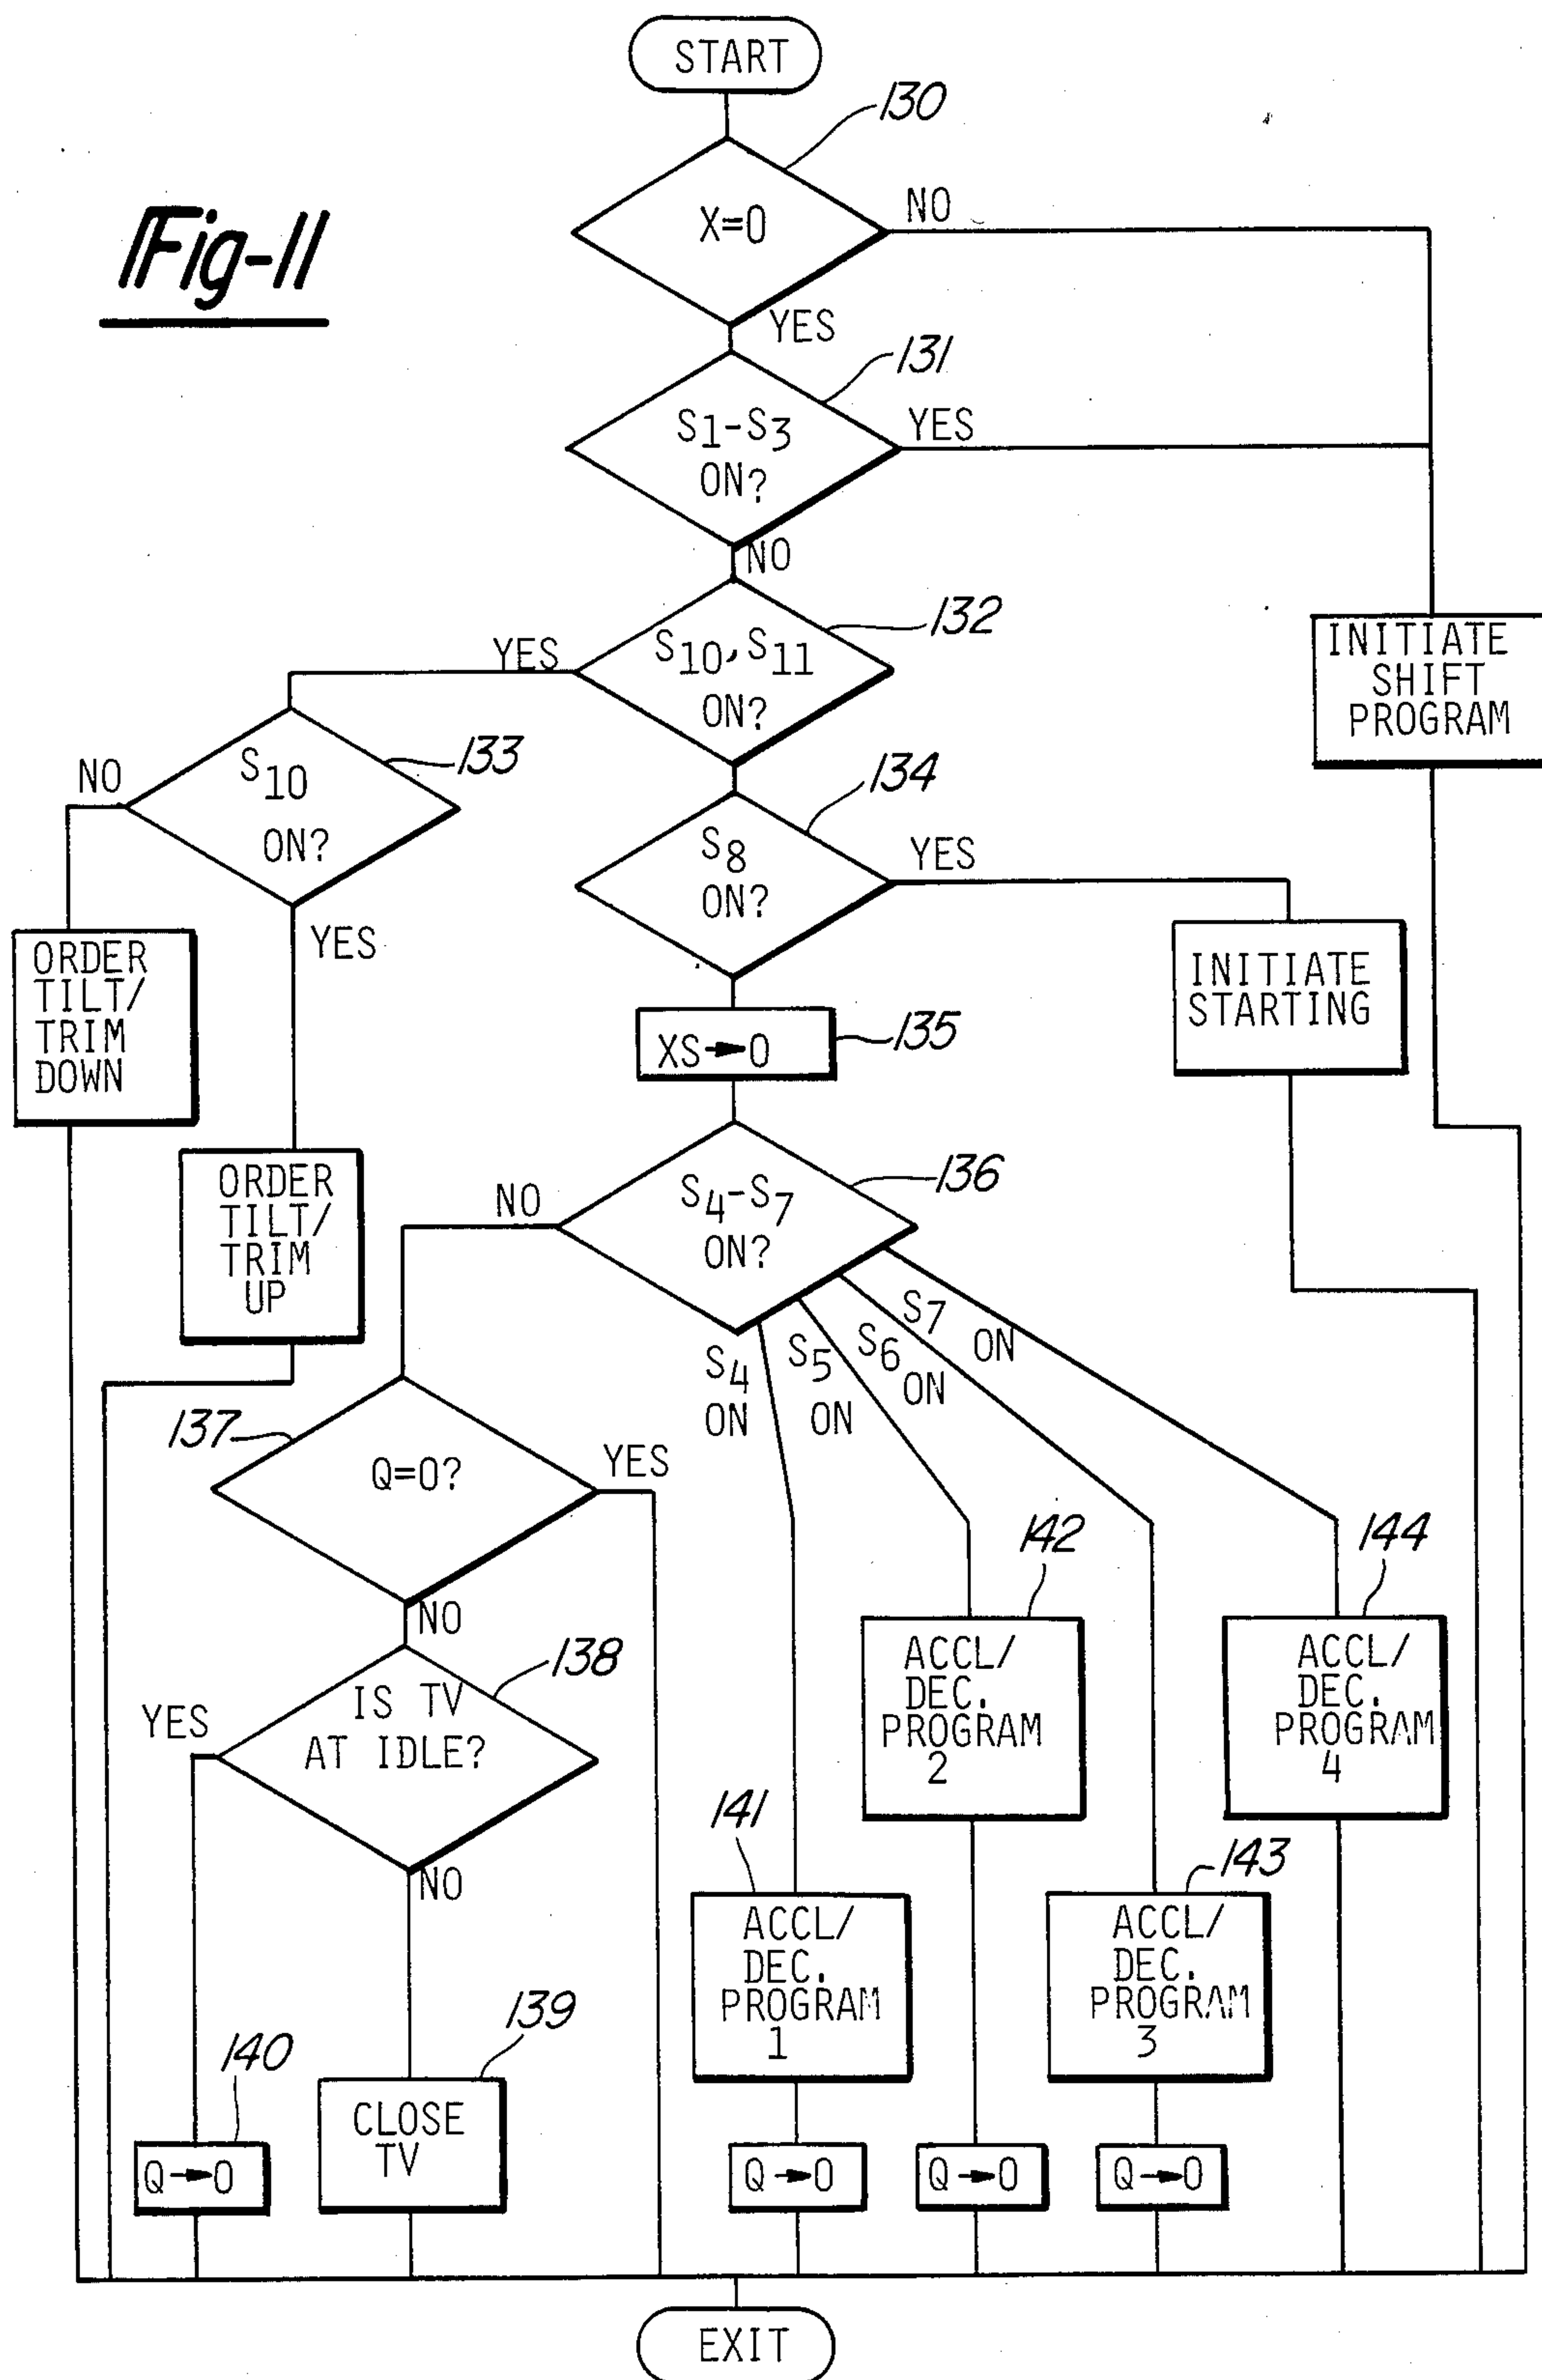 START
130
X=0
NO
Fig-11
YES
131
S1-S3
ON?
YES
NO
132
S10, S11
ON?
YES
INITIATE
SHIFT
PROGRAM
133
S10
ON?
NO
YES
134
S8
ON?
YES
ORDER
TILT/
TRIM
DOWN
INITIATE
STARTING
XS→0
135
ORDER
TILT/
TRIM
UP
136
S4-S7
ON?
NO
S4
ON
S5
ON
S6
ON
S7
ON
137
Q=0?
YES
NO
138
IS TV
AT IDLE?
YES
NO
142
ACCL/
DEC.
PROGRAM
2
144
ACCL/
DEC.
PROGRAM
4
141
ACCL/
DEC.
PROGRAM
1
143
ACCL/
DEC.
PROGRAM
3
140
Q→0
139
CLOSE
TV
Q→0
Q→0
Q→0
EXIT